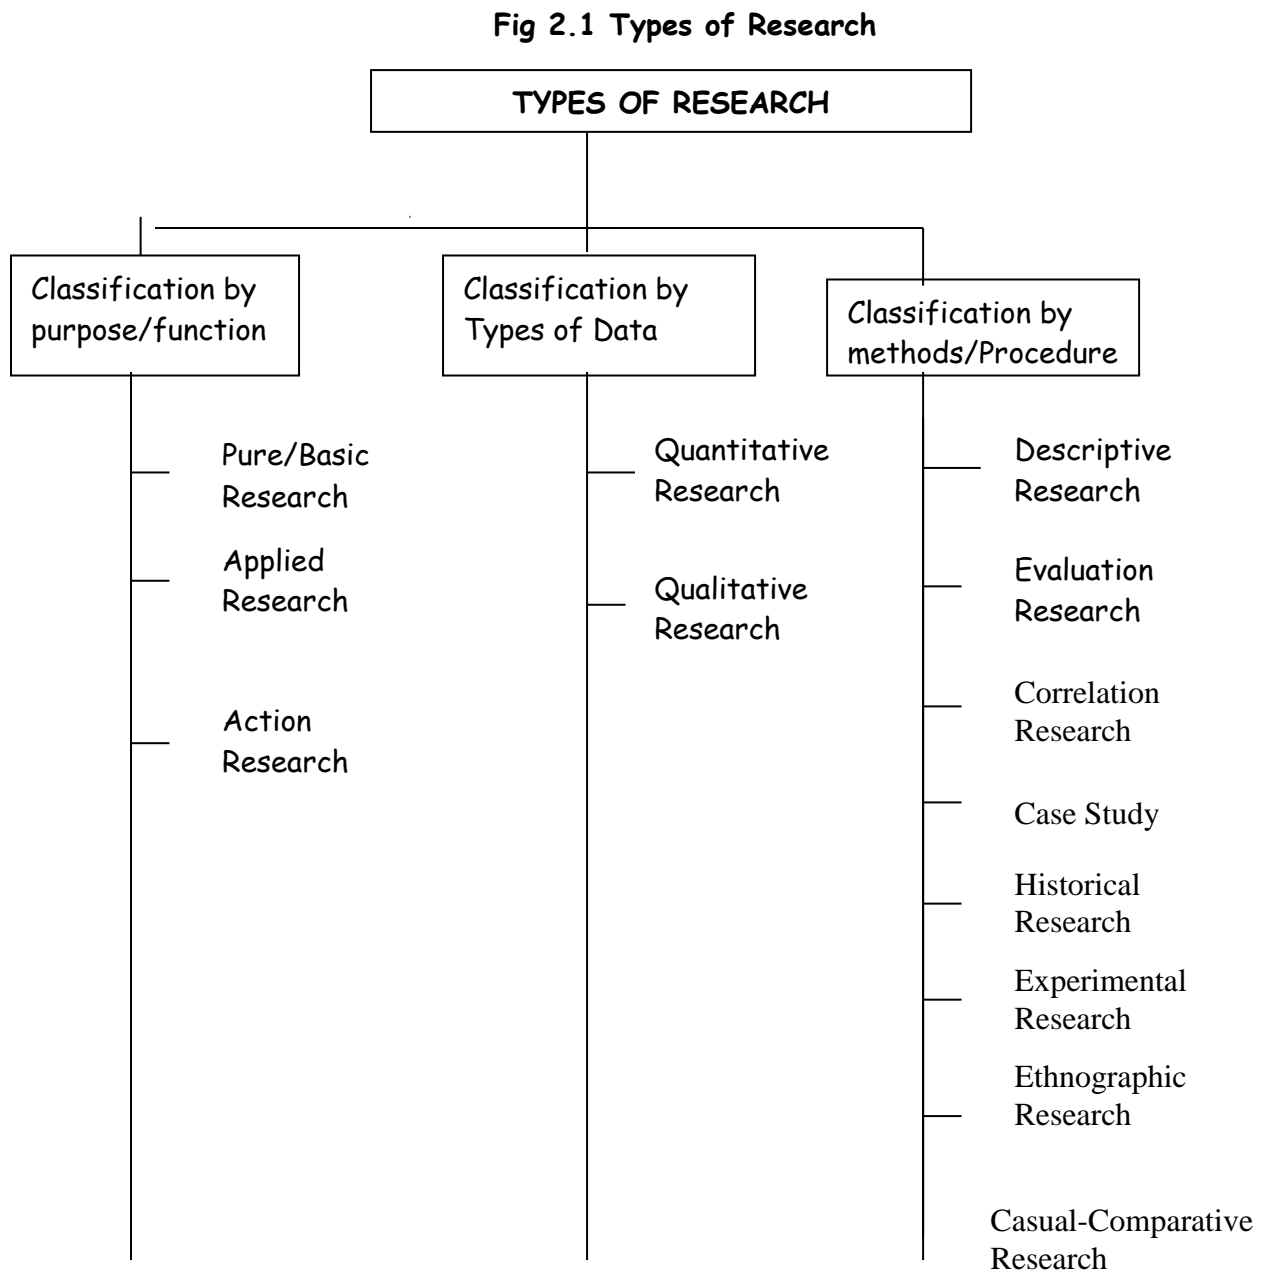 Fig 2.1 Types of Research
TYPES OF RESEARCH
Classification by
purpose/function
Pure/Basic
Research
Applied
Research
Action
Research
Classification by
Types of Data
Quantitative
Research
Qualitative
Research
Classification by
methods/Procedure
Descriptive
Research
Evaluation
Research
Correlation
Research
Case Study
Historical
Research
Experimental
Research
Ethnographic
Research
Casual-Comparative
Research